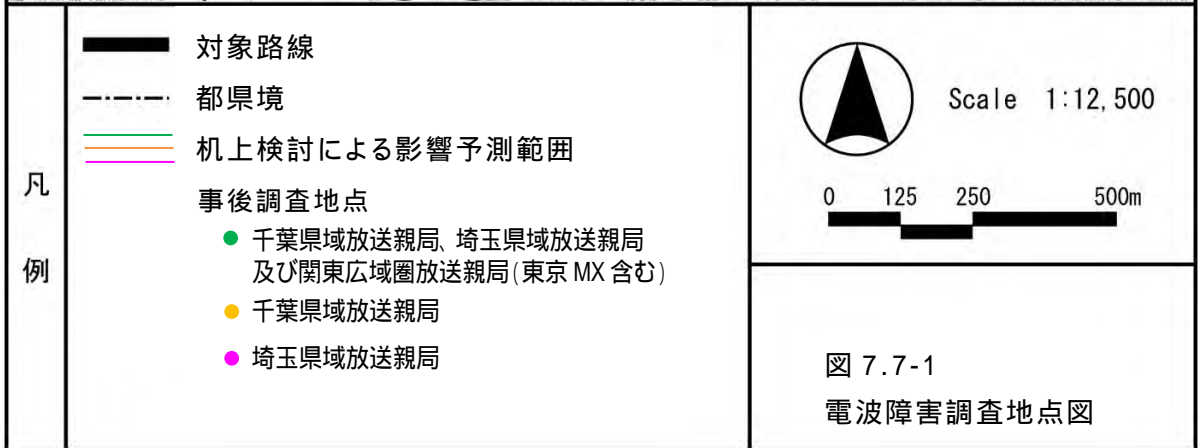 凡例
対象路線
都県境
机上検討による影響予測範囲
事後調査地点
千葉県域放送親局、埼玉県域放送親局
及び関東広域圏放送親局(東京 MX 含む)
千葉県域放送親局
埼玉県域放送親局
Scale 1:12,500
0 125 250 500m
図 7.7-1
電波障害調査地点図